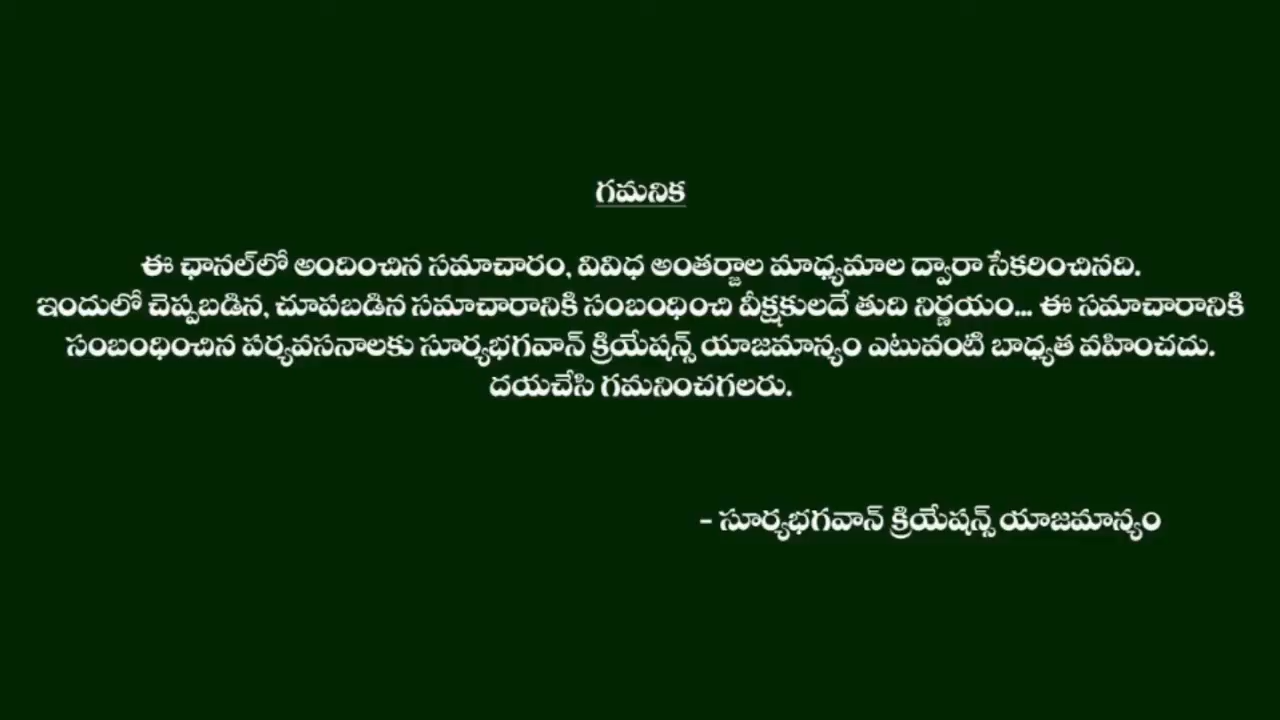 గమనిక
ఈ ఛానల్‌లో అందించిన సమాచారం, వివిధ అంతర్జాల మాధ్యమాల ద్వారా సేకరించినది.
ఇందులో చెప్పబడిన, చూపబడిన సమాచారానికి సంబంధించి వీక్షకులదే తుది నిర్ణయం... ఈ సమాచారానికి
సంబంధించిన పర్యవసనాలకు సూర్యభగవాన్ క్రియేషన్స్ యాజమాన్యం ఎటువంటి బాధ్యత వహించదు.
దయచేసి గమనించగలరు.
- సూర్యభగవాన్ క్రియేషన్స్ యాజమాన్యం